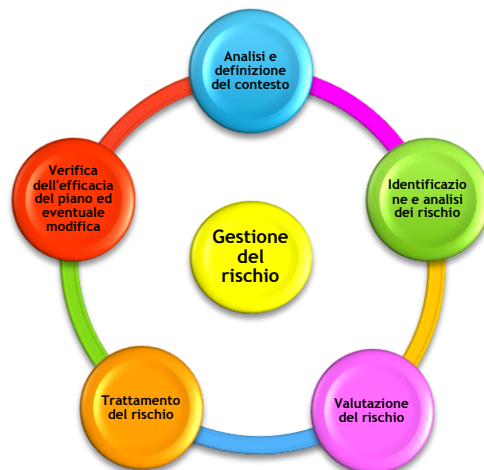 Analisi e
definizione
del contesto
Identificazio
ne e analisi
dei rischio
Valutazione
del rischio
Trattamento
del rischio
Verifica
dell'efficacia
del piano ed
eventuale
modifica
Gestione
del
rischio